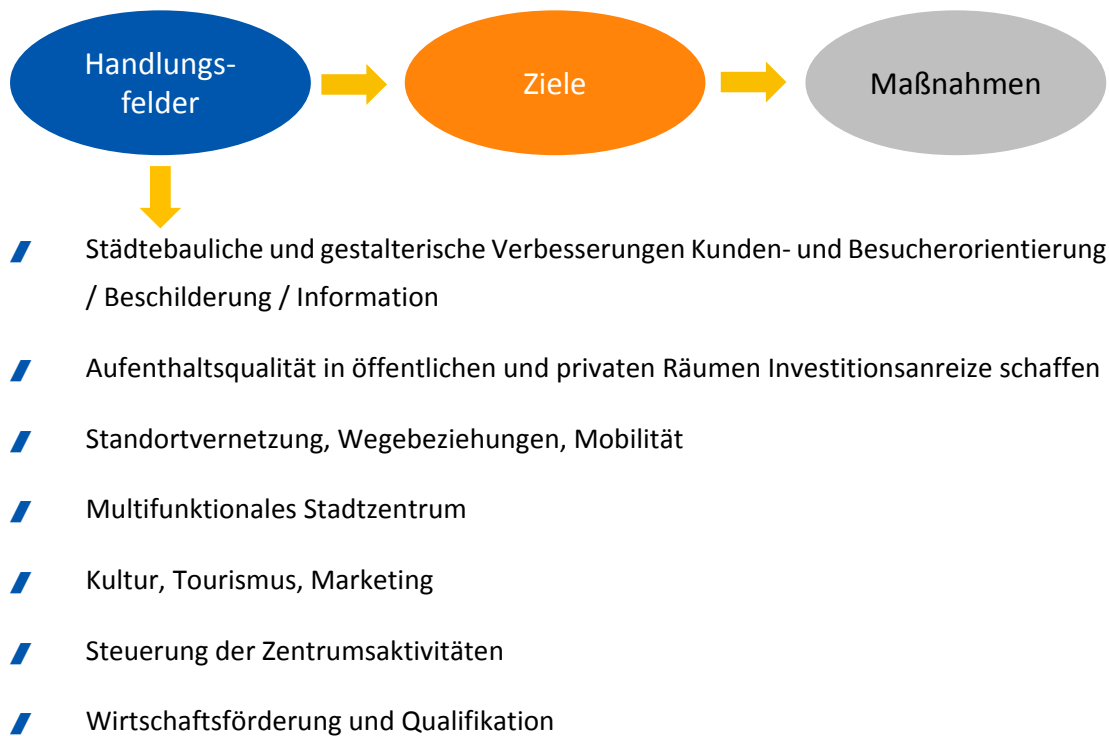 Handlungs-
felder
Ziele
Maßnahmen
Städtebauliche und gestalterische Verbesserungen Kunden- und Besucherorientierung
/ Beschilderung / Information
Aufenthaltsqualität in öffentlichen und privaten Räumen Investitionsanreize schaffen
Standortvernetzung, Wegebeziehungen, Mobilität
Multifunktionales Stadtzentrum
Kultur, Tourismus, Marketing
Steuerung der Zentrumsaktivitäten
Wirtschaftsförderung und Qualifikation